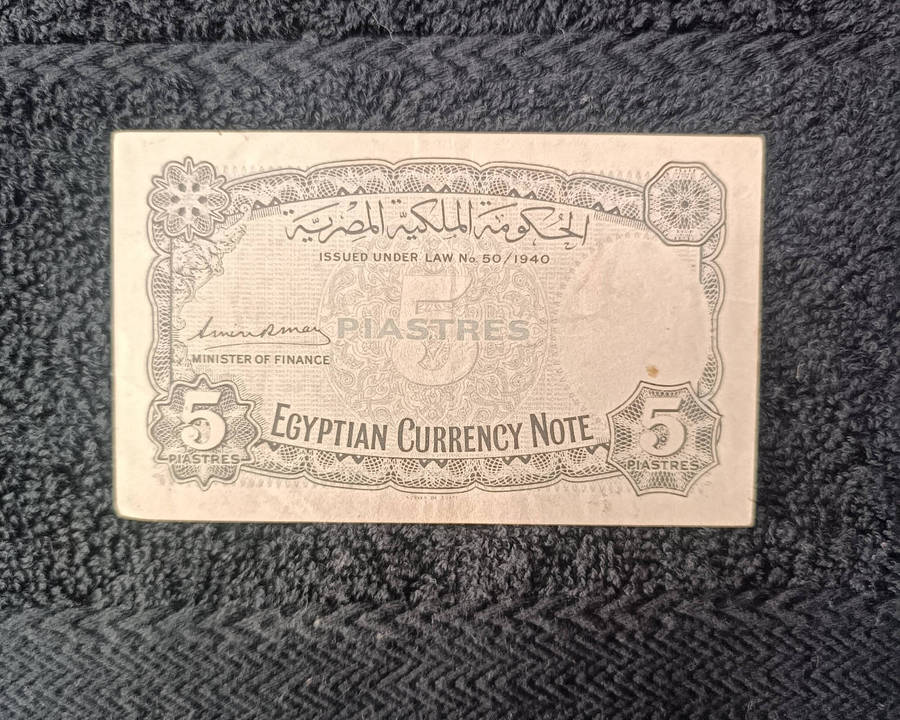 الحكومة الملكية المصرية
ISSUED UNDER LAW No. 50/1940
5
PIASTRES
MINISTER OF FINANCE
EGYPTIAN CURRENCY NOTE
5
PIASTRES
5
PIASTRES